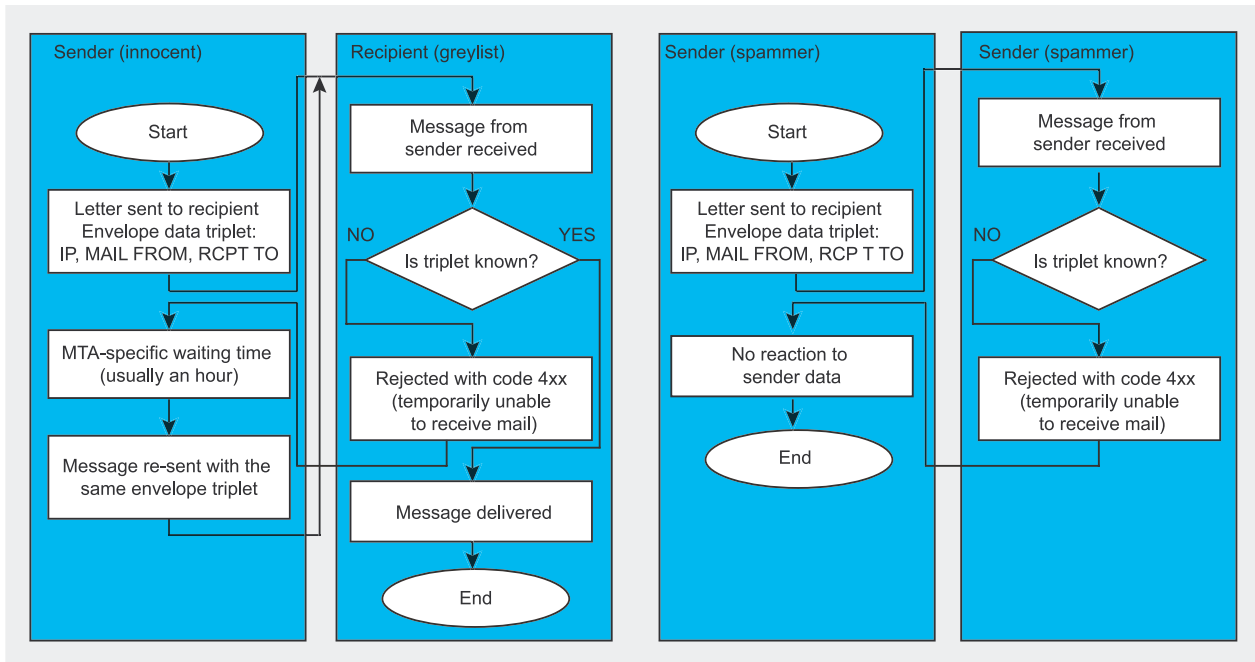 Sender (innocent)
Start
Letter sent to recipient
Envelope data triplet:
IP, MAIL FROM, RCPT TO
MTA-specific waiting time
(usually an hour)
Message re-sent with the
same envelope triplet
Recipient (greylist)
Message from
sender received
NO
YES
Is triplet known?
Rejected with code 4xx
(temporarily unable
to receive mail)
Message delivered
End
Sender (spammer)
Start
Letter sent to recipient
Envelope data triplet:
IP, MAIL FROM, RCP T TO
No reaction to
sender data
End
Sender (spammer)
Message from
sender received
NO
Is triplet known?
Rejected with code 4xx
(temporarily unable
to receive mail)